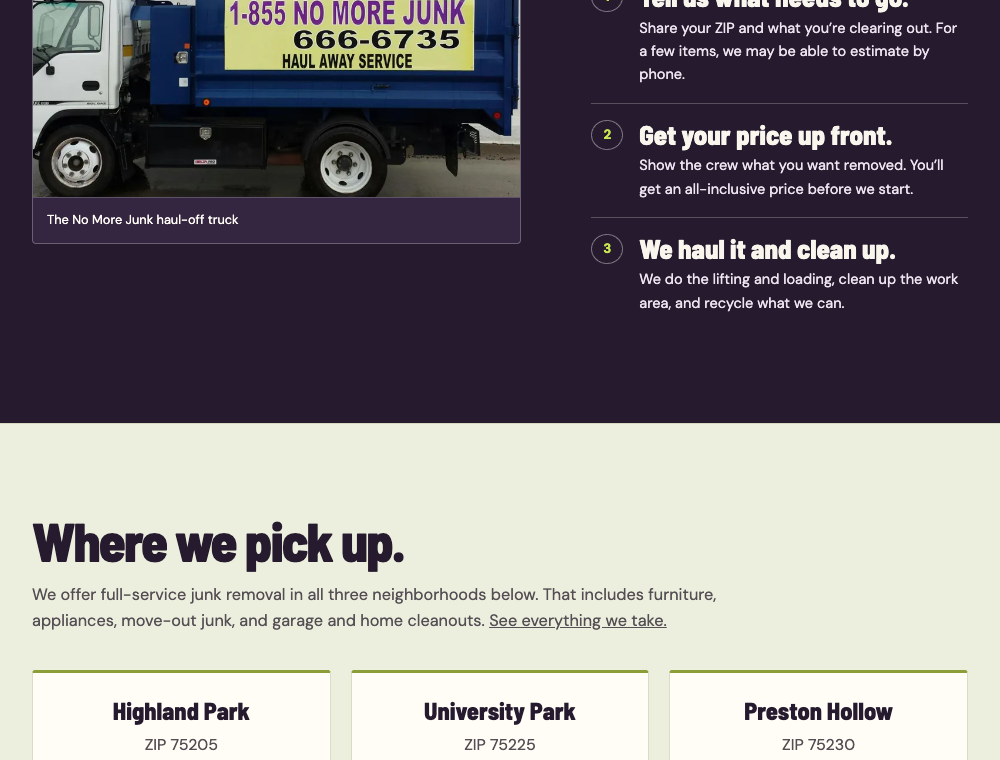 1-855 NO MORE JUNK
666-6735
HAUL AWAY SERVICE
The No More Junk haul-off truck
Tell us what needs to go.
Share your ZIP and what you’re clearing out. For
a few items, we may be able to estimate by
phone.
2
Get your price up front.
Show the crew what you want removed. You’ll
get an all-inclusive price before we start.
3
We haul it and clean up.
We do the lifting and loading, clean up the work
area, and recycle what we can.
Where we pick up.
We offer full-service junk removal in all three neighborhoods below. That includes furniture,
appliances, move-out junk, and garage and home cleanouts. See everything we take.
Highland Park
ZIP 75205
University Park
ZIP 75225
Preston Hollow
ZIP 75230